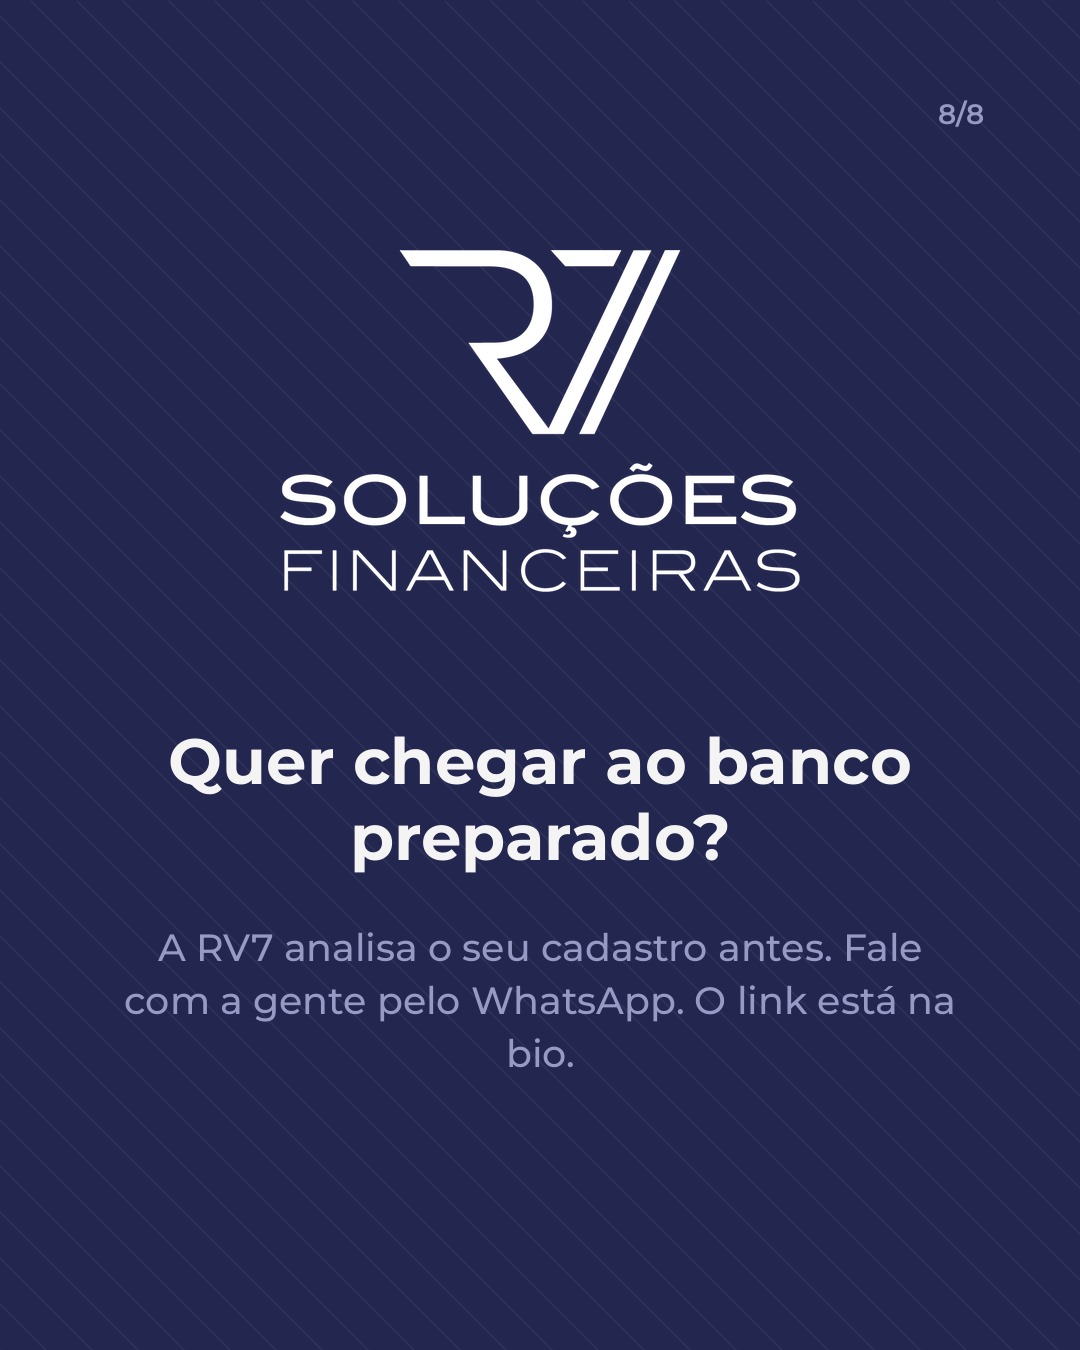 8/8
RV7
SOLUÇÕES
FINANCEIRAS
Quer chegar ao banco
preparado?
A RV7 analisa o seu cadastro antes. Fale
com a gente pelo WhatsApp. O link está na
bio.